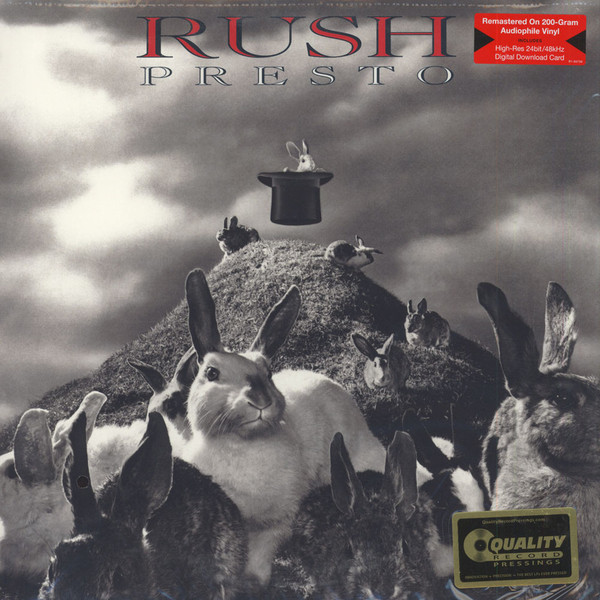 RUSH
PRESTO
Remastered On 200-Gram
Audiophile Vinyl
INCLUDES
High-Res 24bit/48kHz
Digital Download Card
QUALITY
RECORD
PRESSINGS